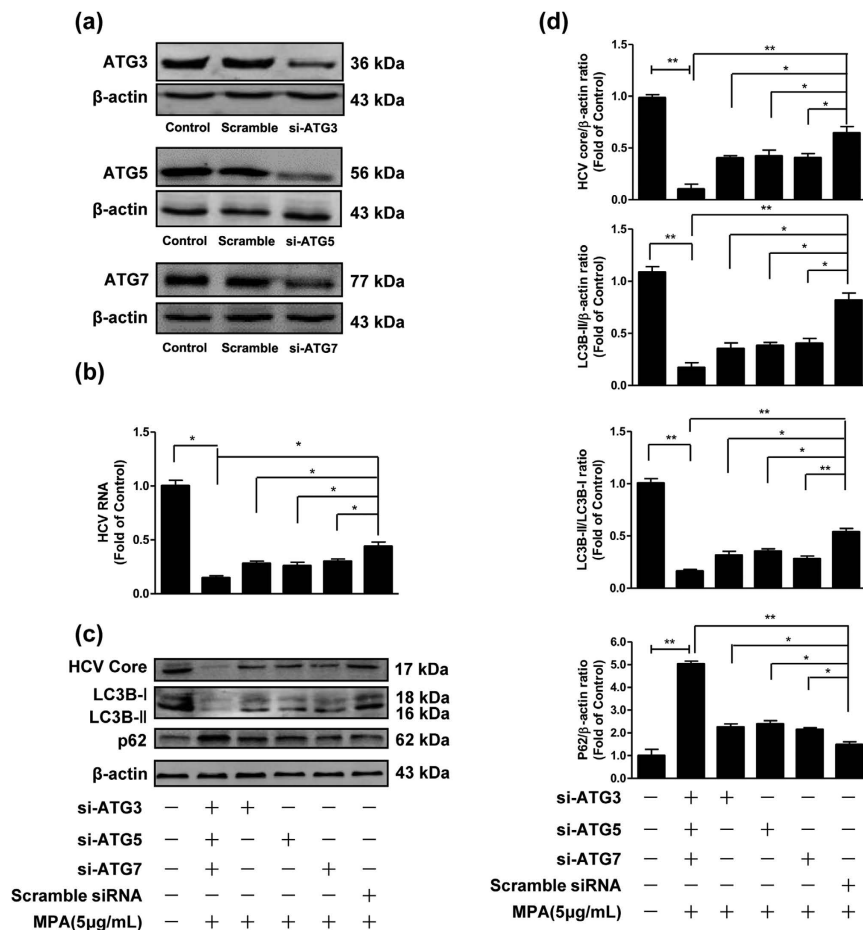 (a)
ATG3
36 kDa
β-actin
43 kDa
Control Scramble si-ATG3
ATG5
56 kDa
β-actin
43 kDa
Control Scramble si-ATG5
ATG7
77 kDa
β-actin
43 kDa
Control Scramble si-ATG7
(b)
HCV RNA
(Fold of Control)
1.5
1.0
0.5
0.0
*
*
*
*
*
(c)
HCV Core
17 kDa
LC3B-I
18 kDa
LC3B-II
16 kDa
p62
62 kDa
β-actin
43 kDa
si-ATG3 − + + − − −
si-ATG5 − + − + − −
si-ATG7 − + − − + −
Scramble siRNA − − − − − +
MPA(5μg/mL) − + + + + +
(d)
HCV core/β-actin ratio
(Fold of Control)
1.5
1.0
0.5
0.0
**
**
*
*
*
LC3B-II/β-actin ratio
(Fold of Control)
1.5
1.0
0.5
0.0
**
**
*
*
*
LC3B-II/LC3B-I ratio
(Fold of Control)
1.5
1.0
0.5
0.0
**
**
*
*
**
P62/β-actin ratio
(Fold of Control)
6.0
5.0
4.0
3.0
2.0
1.0
0.0
**
**
*
*
*
si-ATG3 − + + − − −
si-ATG5 − + − + − −
si-ATG7 − + − − + −
Scramble siRNA − − − − − +
MPA(5μg/mL) − + + + + +